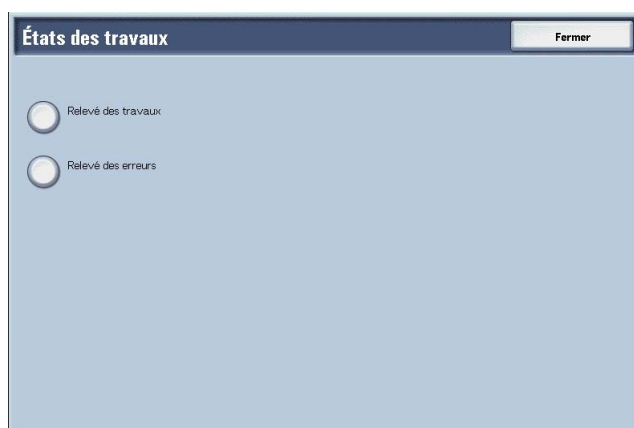 États des travaux
Fermer
Relevé des travaux
Relevé des erreurs